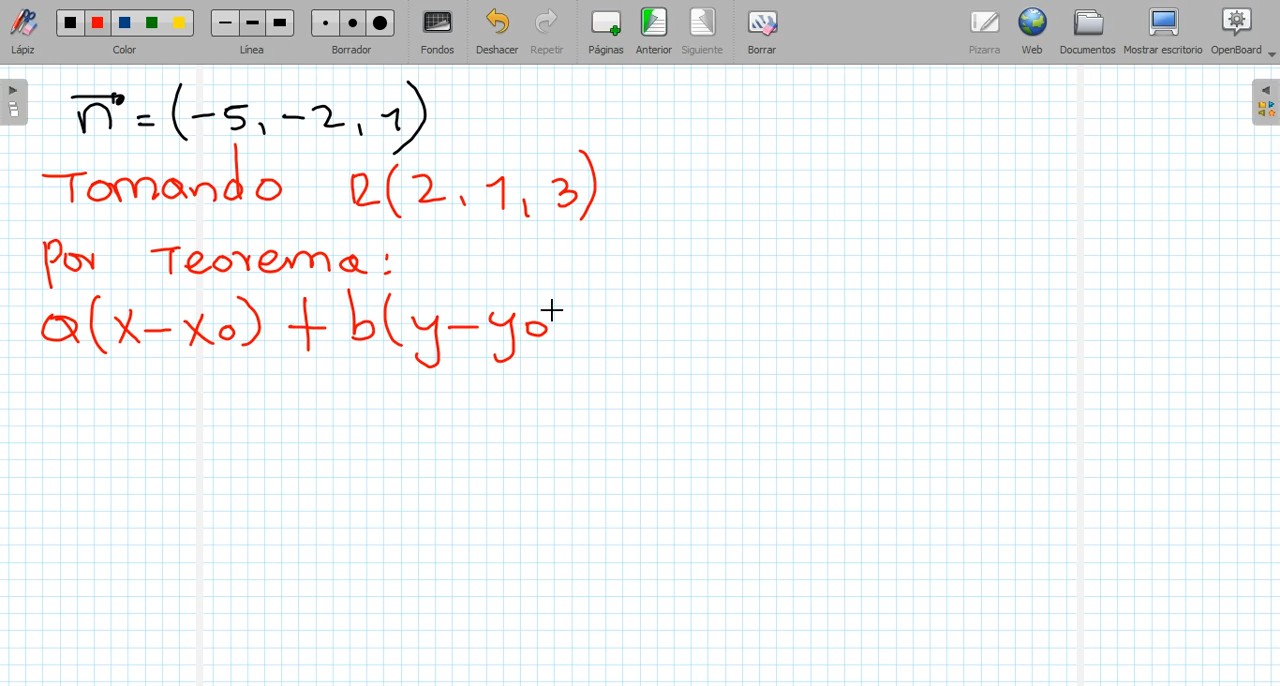 Lápiz Color Línea Borrador Fondos Deshacer Repetir Páginas Anterior Siguiente Borrar Pizarra Web Documentos Mostrar escritorio OpenBoard
n⃗ = (-5, -2, 1)
Tomando R(2, 1, 3)
Por Teorema:
a(x-x0) + b(y-y0